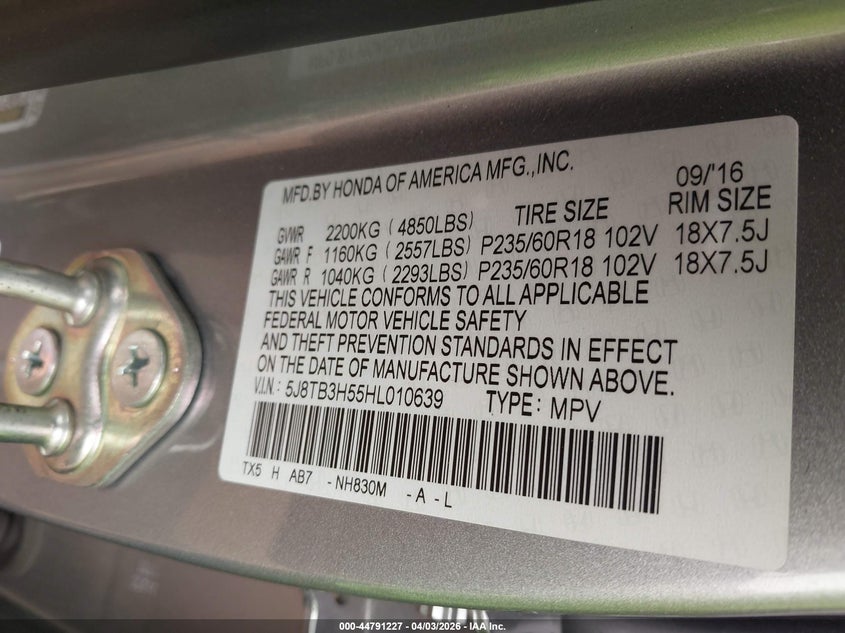 MFD.BY HONDA OF AMERICA MFG.,INC. 09/'16
GVWR 2200KG (4850LBS) TIRE SIZE RIM SIZE
GAWR F 1160KG (2557LBS) P235/60R18 102V 18X7.5J
GAWR R 1040KG (2293LBS) P235/60R18 102V 18X7.5J
THIS VEHICLE CONFORMS TO ALL APPLICABLE
FEDERAL MOTOR VEHICLE SAFETY
AND THEFT PREVENTION STANDARDS IN EFFECT
ON THE DATE OF MANUFACTURE SHOWN ABOVE.
V.I.N.: 5J8TB3H55HL010639 TYPE: MPV
TX5 H AB7 -NH830M -A-L
000-44791227 - 04/03/2026 - IAA Inc.